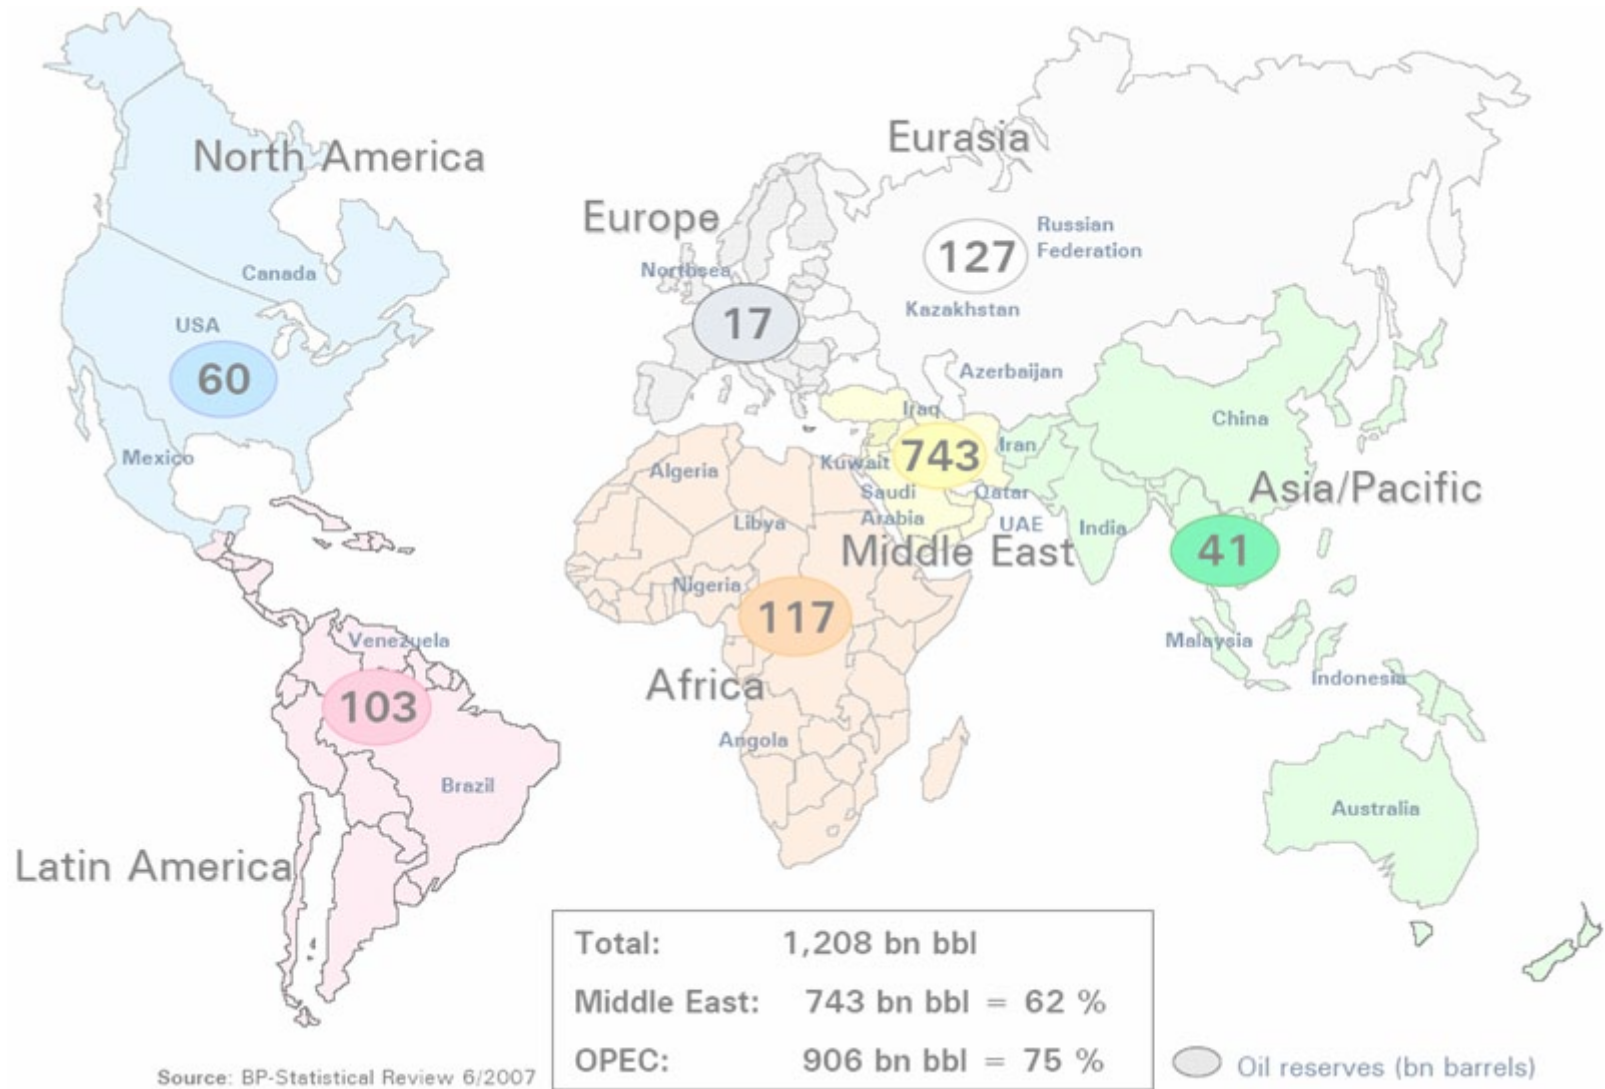 North America
Eurasia
Europe
Russian
Federation
127
Northsea
Canada
Kazakhstan
USA
17
60
Azerbaijan
Iraq
China
Mexico
Algeria
Kuwait
743
Iran
Saudi
Arabia
Qatar
UAE
Asia/Pacific
Libya
India
Middle East
41
Nigeria
117
Venezuela
Malaysia
103
Africa
Indonesia
Angola
Brazil
Australia
Latin America
Total: 1,208 bn bbl
Middle East: 743 bn bbl = 62 %
OPEC: 906 bn bbl = 75 %
Oil reserves (bn barrels)
Source: BP-Statistical Review 6/2007